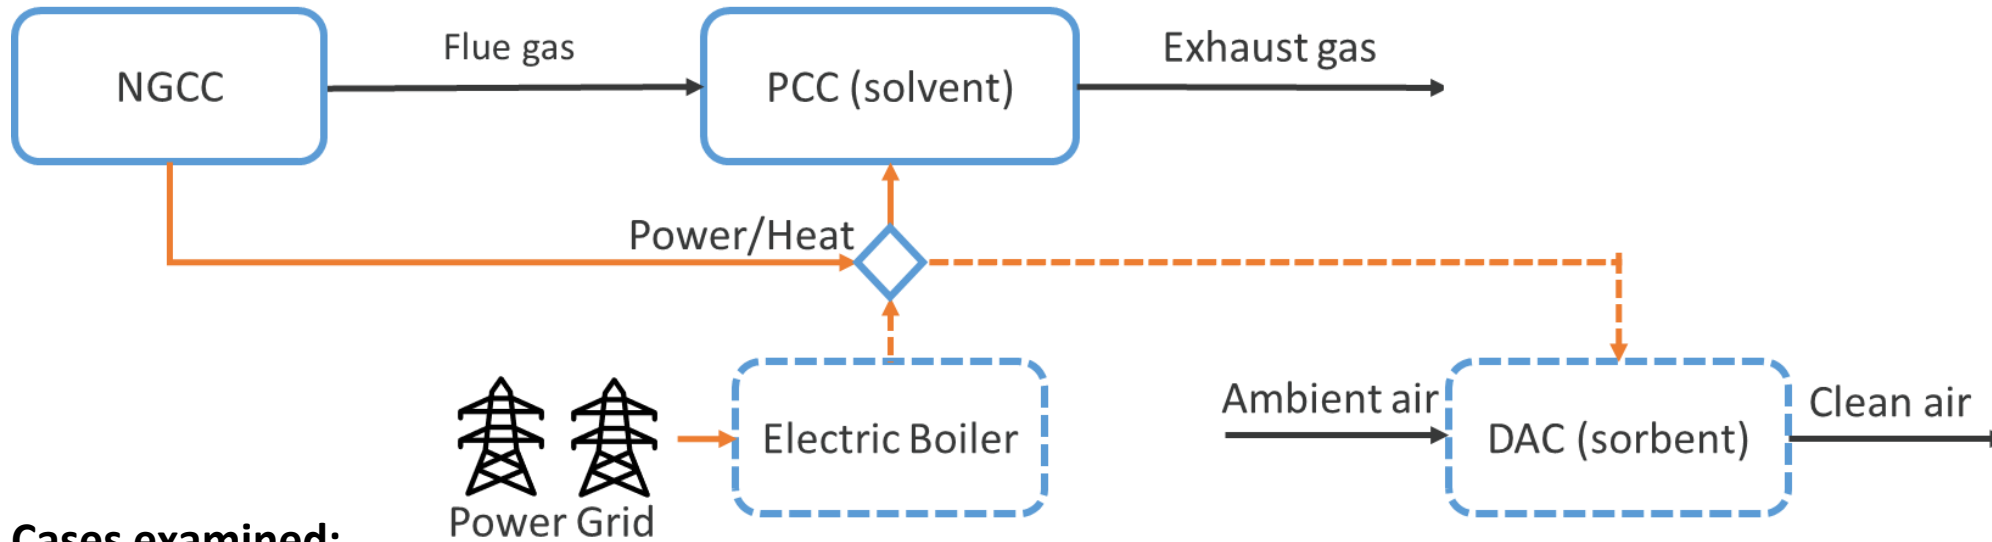 NGCC
Flue gas
PCC (solvent)
Exhaust gas
Power/Heat
Electric Boiler
Power Grid
Ambient air
DAC (sorbent)
Clean air
Cases examined: